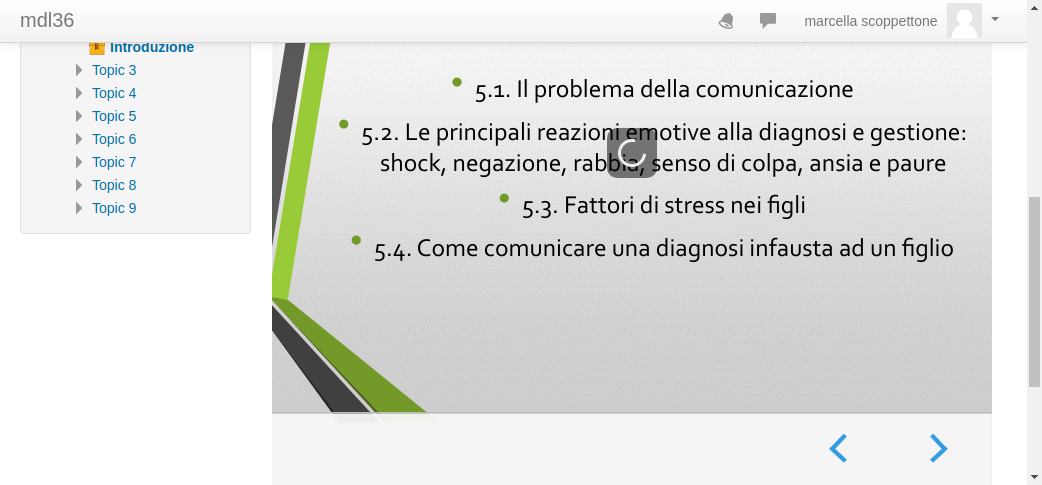 mdl36
marcella scoppettone
Introduzione
Topic 3
Topic 4
Topic 5
Topic 6
Topic 7
Topic 8
Topic 9
5.1. Il problema della comunicazione
5.2. Le principali reazioni emotive alla diagnosi e gestione:
shock, negazione, rabbia, senso di colpa, ansia e paure
5.3. Fattori di stress nei figli
5.4. Come comunicare una diagnosi infausta ad un figlio